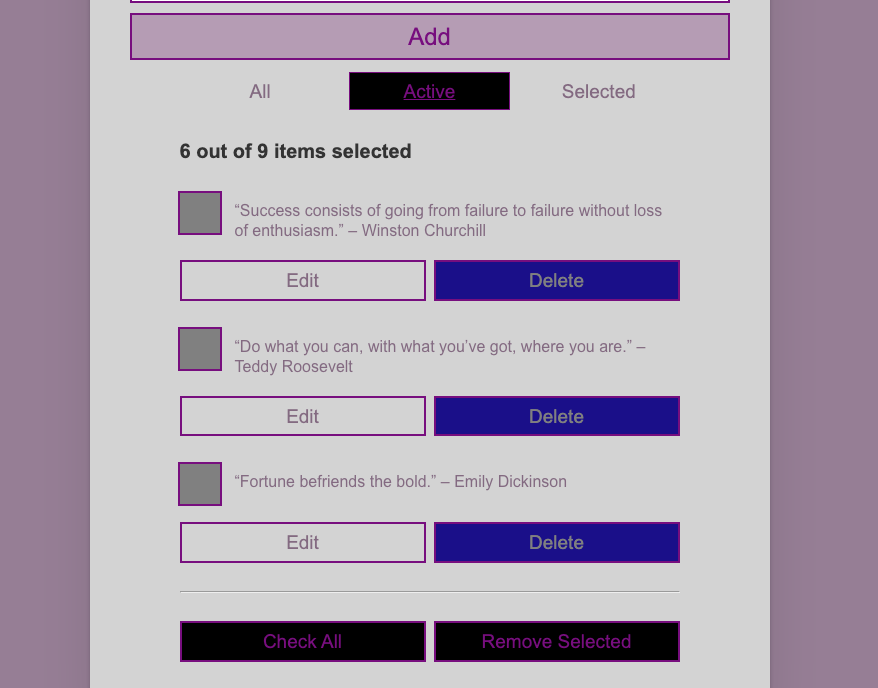 Add
All
Active
Selected
6 out of 9 items selected
“Success consists of going from failure to failure without loss
of enthusiasm.” – Winston Churchill
Edit
Delete
“Do what you can, with what you’ve got, where you are.” –
Teddy Roosevelt
Edit
Delete
“Fortune befriends the bold.” – Emily Dickinson
Edit
Delete
Check All
Remove Selected